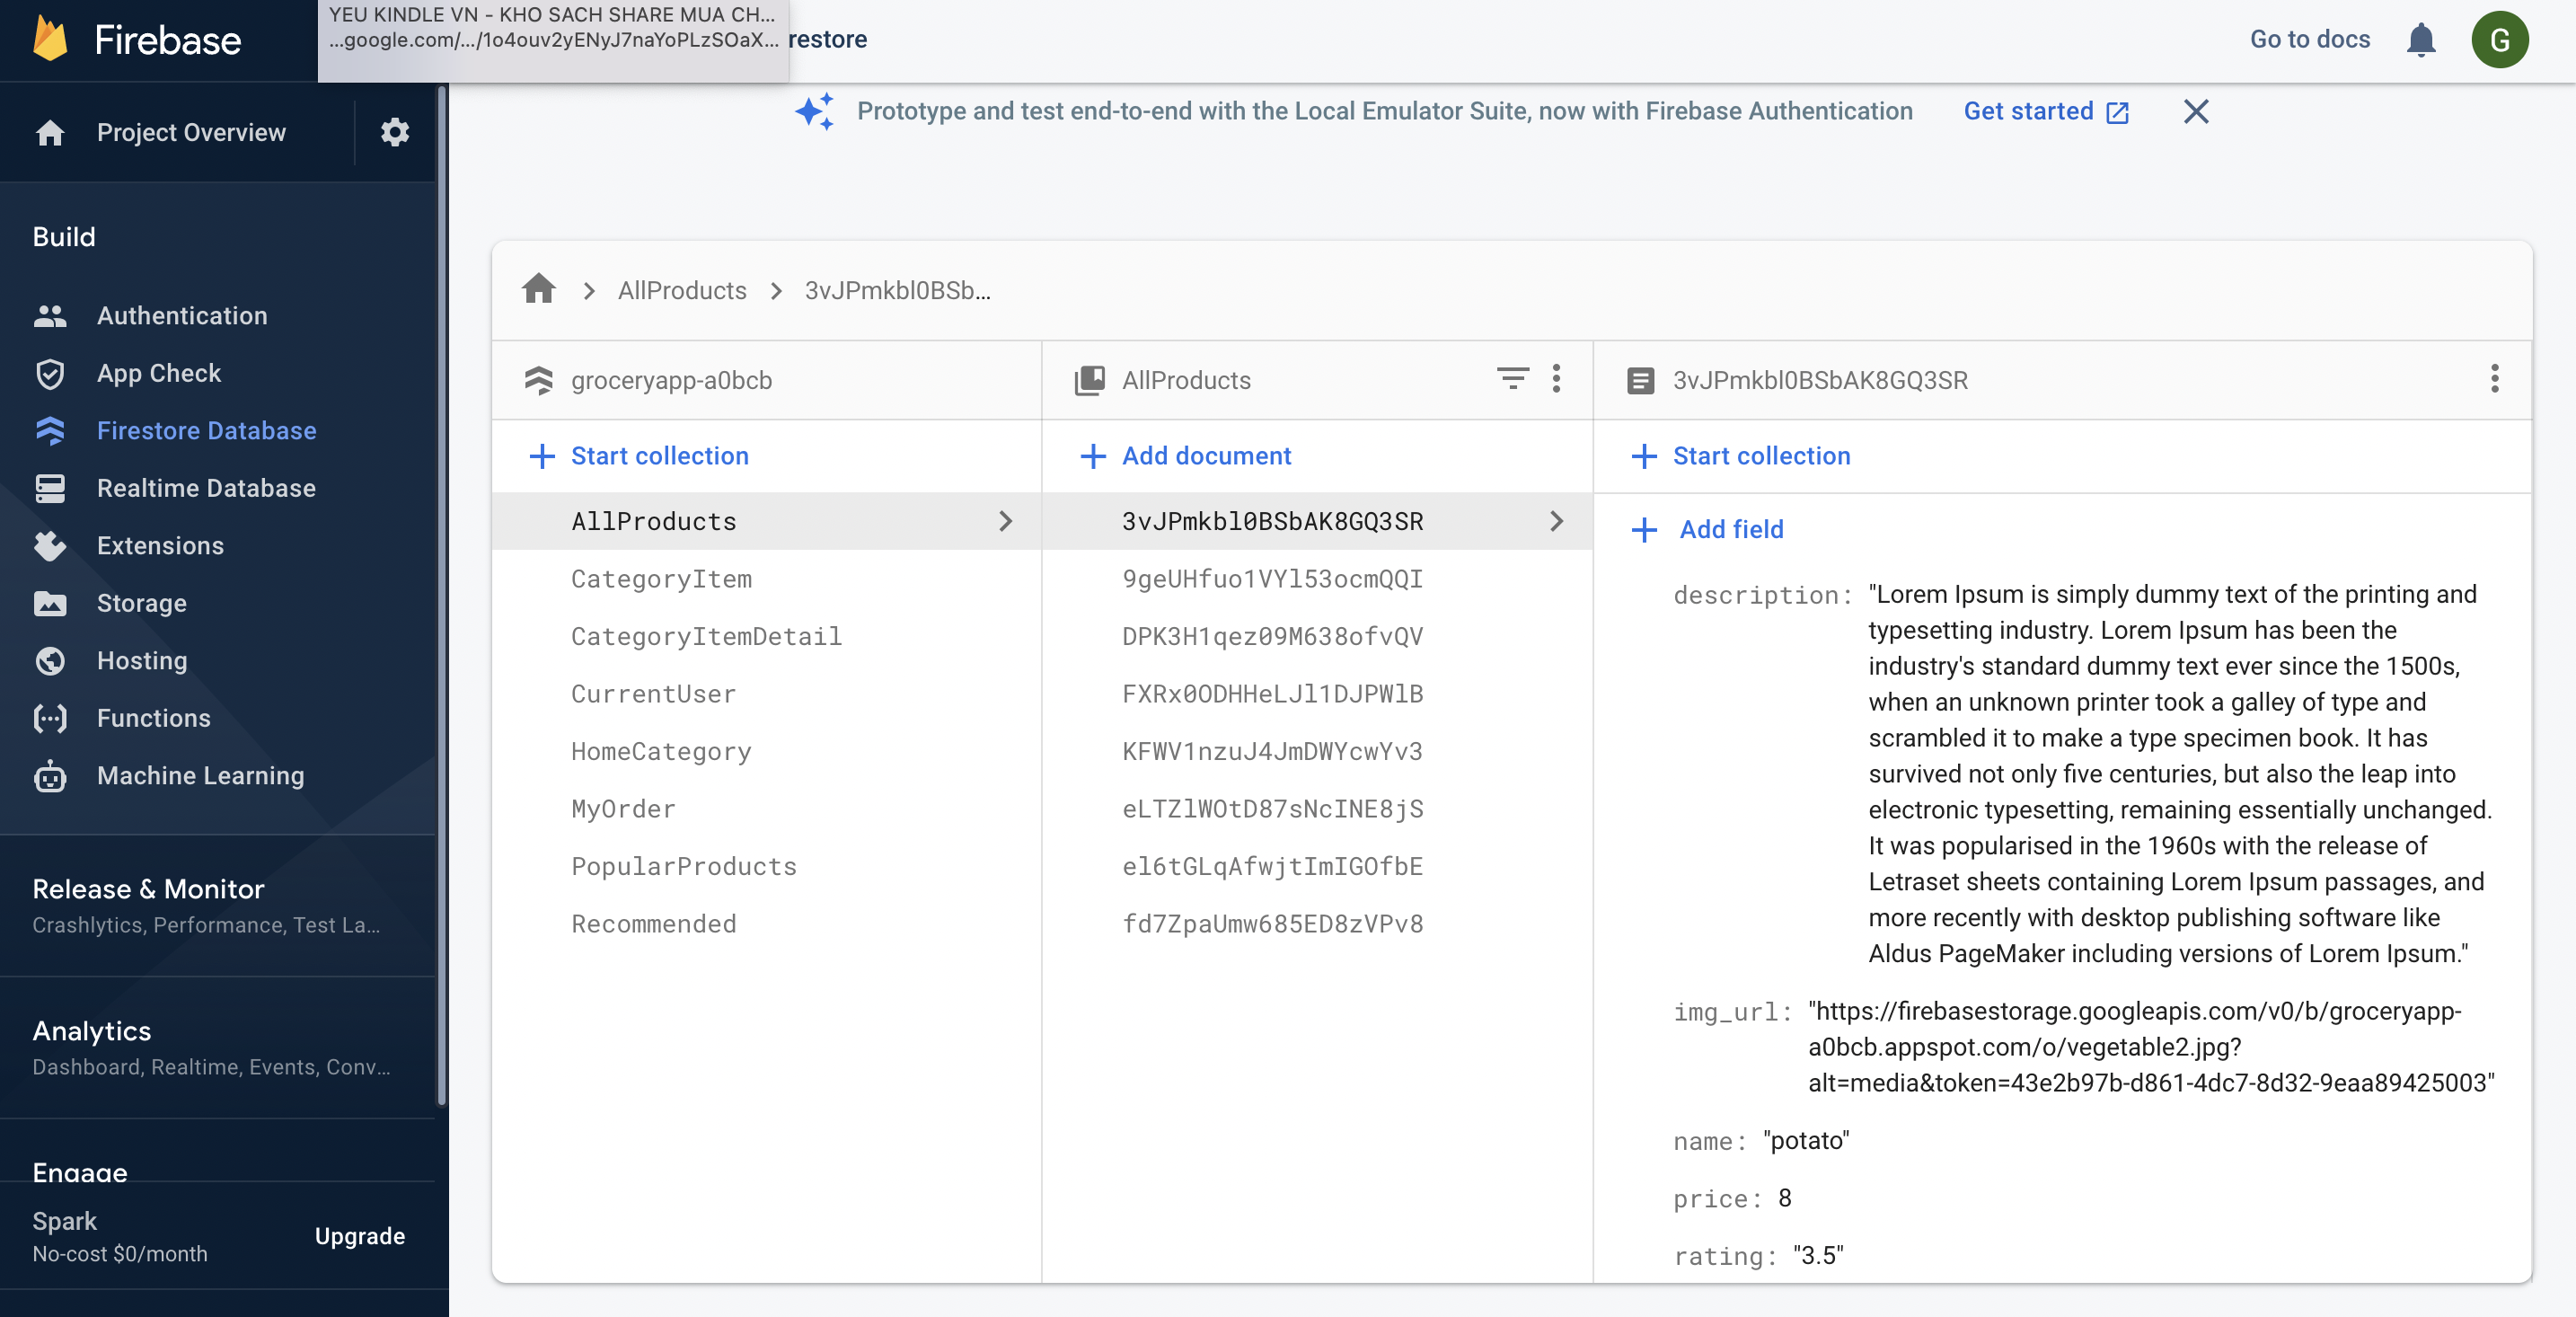 Firebase
YEU KINDLE VN - KHO SACH SHARE MUA CH...
...google.com/.../1o4ouv2yENyJ7naYoPLzSOaX...
restore
Go to docs
G
Project Overview
Prototype and test end-to-end with the Local Emulator Suite, now with Firebase Authentication
Get started
Build
Authentication
App Check
Firestore Database
Realtime Database
Extensions
Storage
Hosting
Functions
Machine Learning
Release & Monitor
Crashlytics, Performance, Test La...
Analytics
Dashboard, Realtime, Events, Conv...
Engage
Spark
No-cost $0/month
Upgrade
AllProducts
3vJPmkbl0BSb...
groceryapp-a0bcb
Start collection
AllProducts
CategoryItem
CategoryItemDetail
CurrentUser
HomeCategory
MyOrder
PopularProducts
Recommended
AllProducts
Add document
3vJPmkbl0BSbAK8GQ3SR
9geUHfuo1VYl53ocmQQI
DPK3H1qez09M638ofvQV
FXRx0ODHHeLJl1DJPWlB
KFWV1nzuJ4JmDWYcwYv3
eLTZlWOtD87sNcINE8jS
el6tGLqAfwjtImIGOfbE
fd7ZpaUmw685ED8zVPv8
3vJPmkbl0BSbAK8GQ3SR
Start collection
Add field
description: "Lorem Ipsum is simply dummy text of the printing and
typesetting industry. Lorem Ipsum has been the
industry's standard dummy text ever since the 1500s,
when an unknown printer took a galley of type and
scrambled it to make a type specimen book. It has
survived not only five centuries, but also the leap into
electronic typesetting, remaining essentially unchanged.
It was popularised in the 1960s with the release of
Letraset sheets containing Lorem Ipsum passages, and
more recently with desktop publishing software like
Aldus PageMaker including versions of Lorem Ipsum."
img_url: "https://firebasestorage.googleapis.com/v0/b/groceryapp-
a0bcb.appspot.com/o/vegetable2.jpg?
alt=media&token=43e2b97b-d861-4dc7-8d32-9eaa89425003"
name: "potato"
price: 8
rating: "3.5"